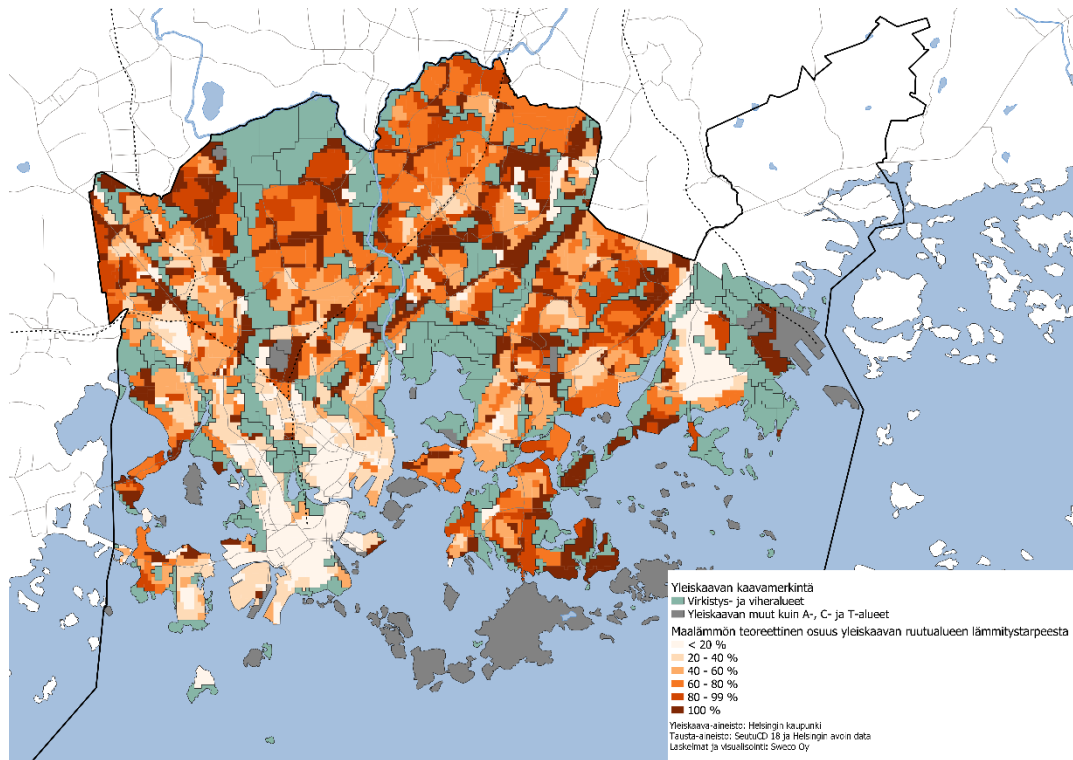 Yleiskaavan kaavamerkintä
Virkistys- ja viheralueet
Yleiskaavan muut kuin A-, C- ja T-alueet
Maalämmön teoreettinen osuus yleiskaavan ruutualueen lämmitystarpeesta
< 20 %
20 - 40 %
40 - 60 %
60 - 80 %
80 - 99 %
100 %
Yleiskaava-aineisto: Helsingin kaupunki
Tausta-aineisto: SeutuCD 18 ja Helsingin avoin data
Laskelmat ja visualisointi: Sweco Oy